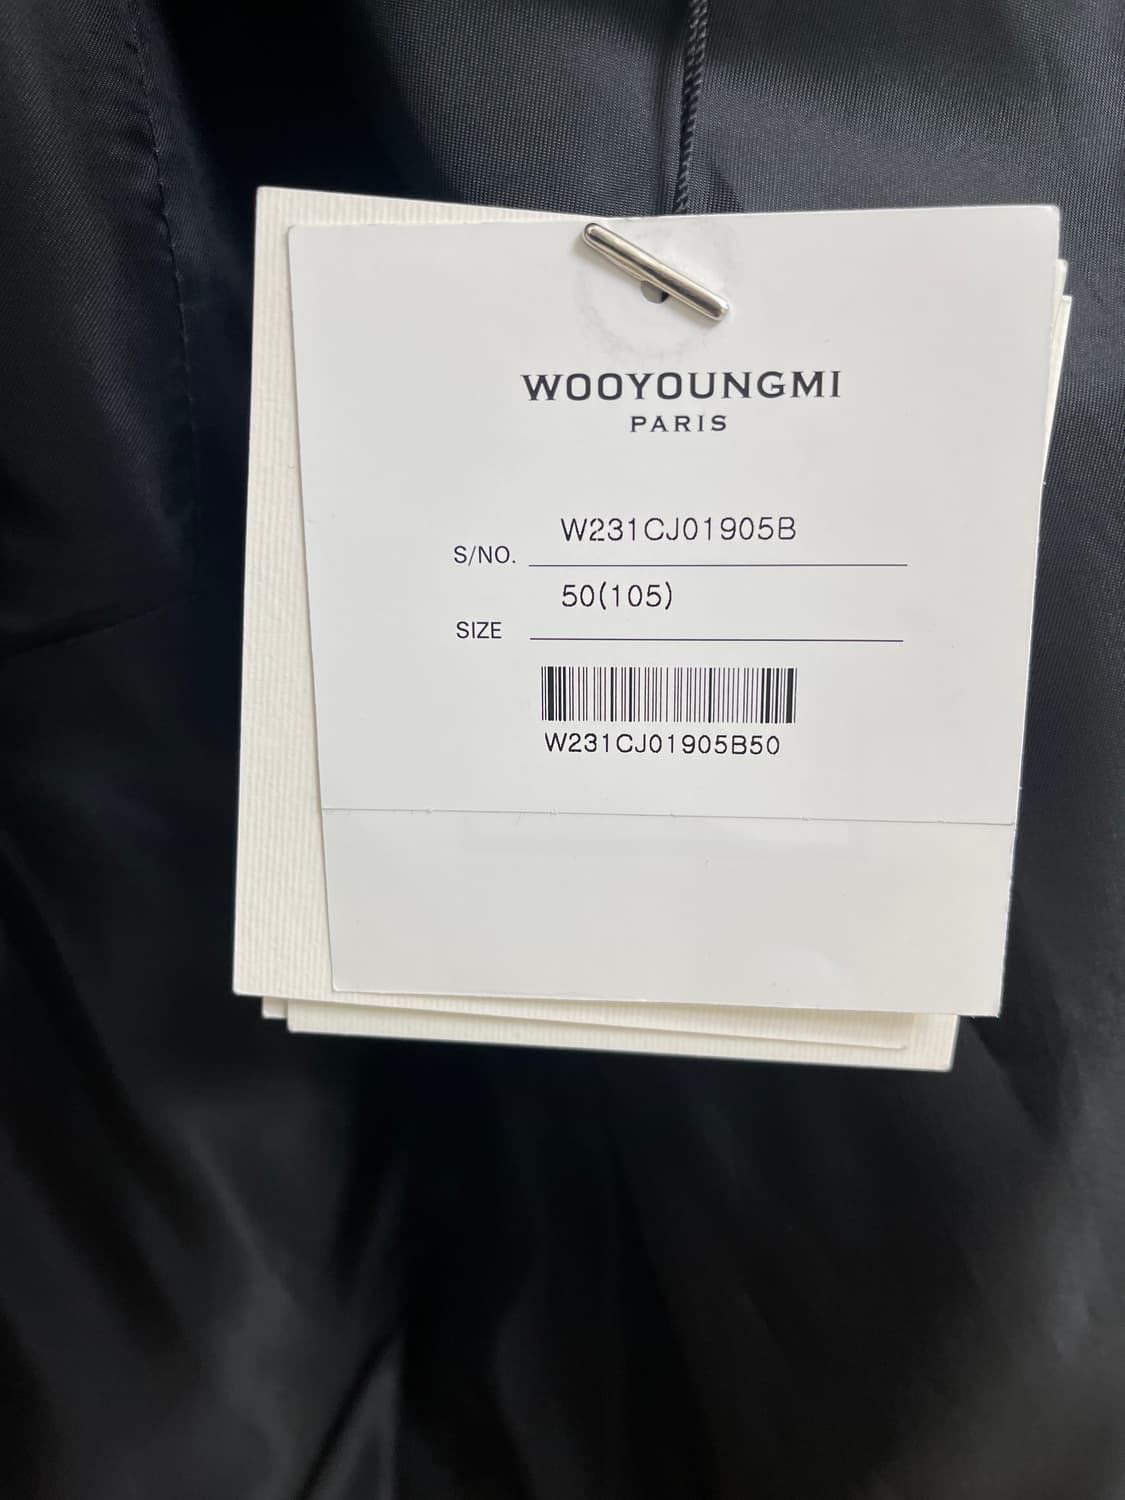 WOOYOUNGMI
PARIS
S/NO. W231CJ01905B
SIZE 50(105)
W231CJ01905B50